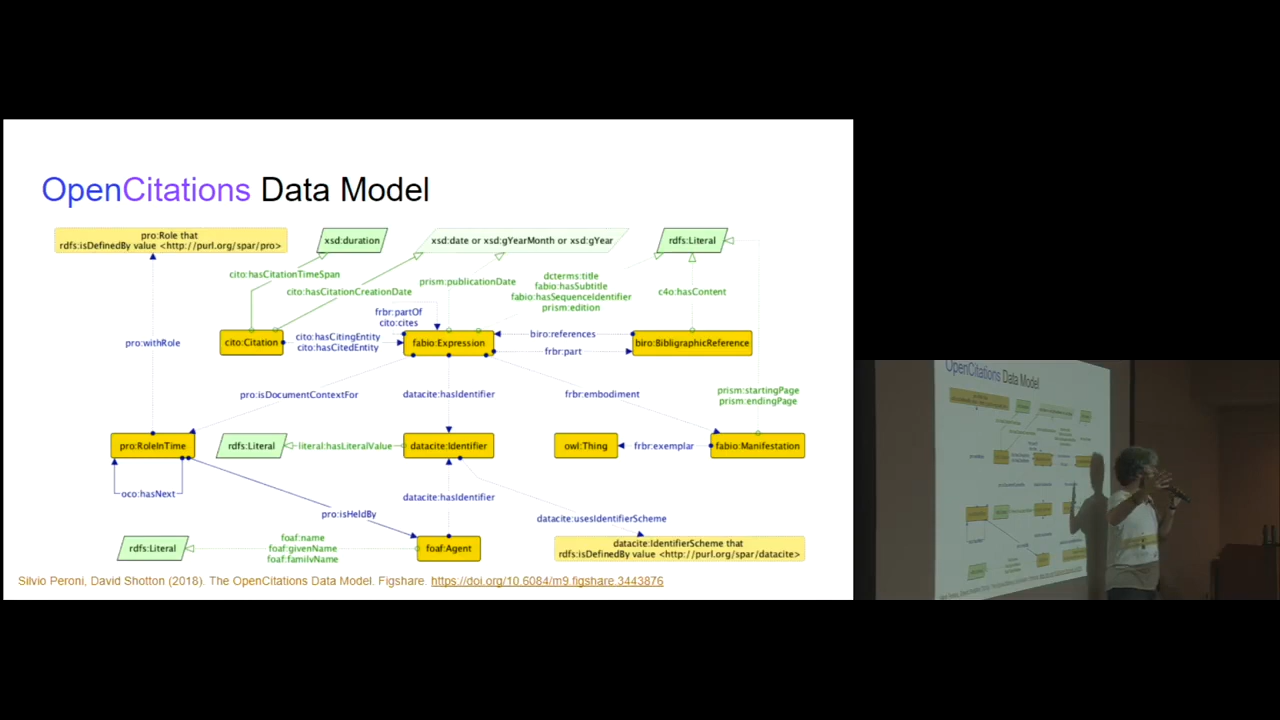 OpenCitations Data Model
pro:Role that
rdfs:isDefinedBy value <http://purl.org/spar/pro>
xsd:duration
xsd:date or xsd:gYearMonth or xsd:gYear
rdfs:Literal
cito:hasCitationTimeSpan
cito:hasCitationCreationDate
prism:publicationDate
dcterms:title
fabio:hasSubtitle
fabio:hasSequenceIdentifier
prism:edition
c4o:hasContent
frbr:partOf
cito:cites
pro:withRole
cito:Citation
cito:hasCitingEntity
cito:hasCitedEntity
fabio:Expression
biro:references
frbr:part
biro:BibligraphicReference
pro:isDocumentContextFor
datacite:hasIdentifier
frbr:embodiment
prism:startingPage
prism:endingPage
pro:RoleInTime
rdfs:Literal
literal:hasLiteralValue
datacite:Identifier
owl:Thing
frbr:exemplar
fabio:Manifestation
oco:hasNext
datacite:hasIdentifier
pro:isHeldBy
datacite:usesIdentifierScheme
rdfs:Literal
foaf:name
foaf:givenName
foaf:familyName
foaf:Agent
datacite:IdentifierScheme that
rdfs:isDefinedBy value <http://purl.org/spar/datacite>
Silvio Peroni, David Shotton (2018). The OpenCitations Data Model. Figshare. https://doi.org/10.6084/m9.figshare.3443876
OpenCitations Data Model